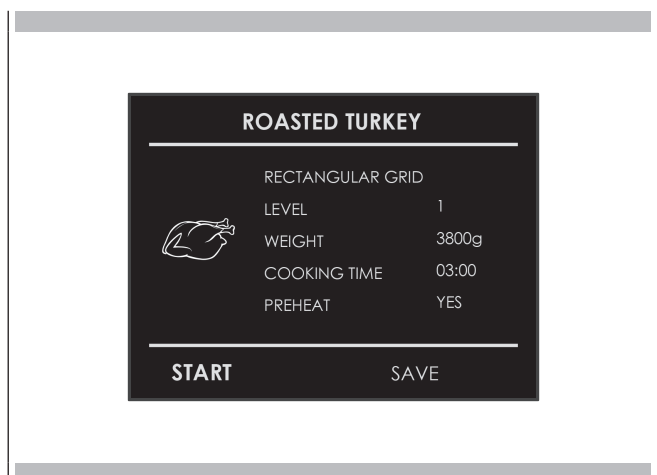 ROASTED TURKEY
RECTANGULAR GRID
LEVEL 1
WEIGHT 3800g
COOKING TIME 03:00
PREHEAT YES
START SAVE